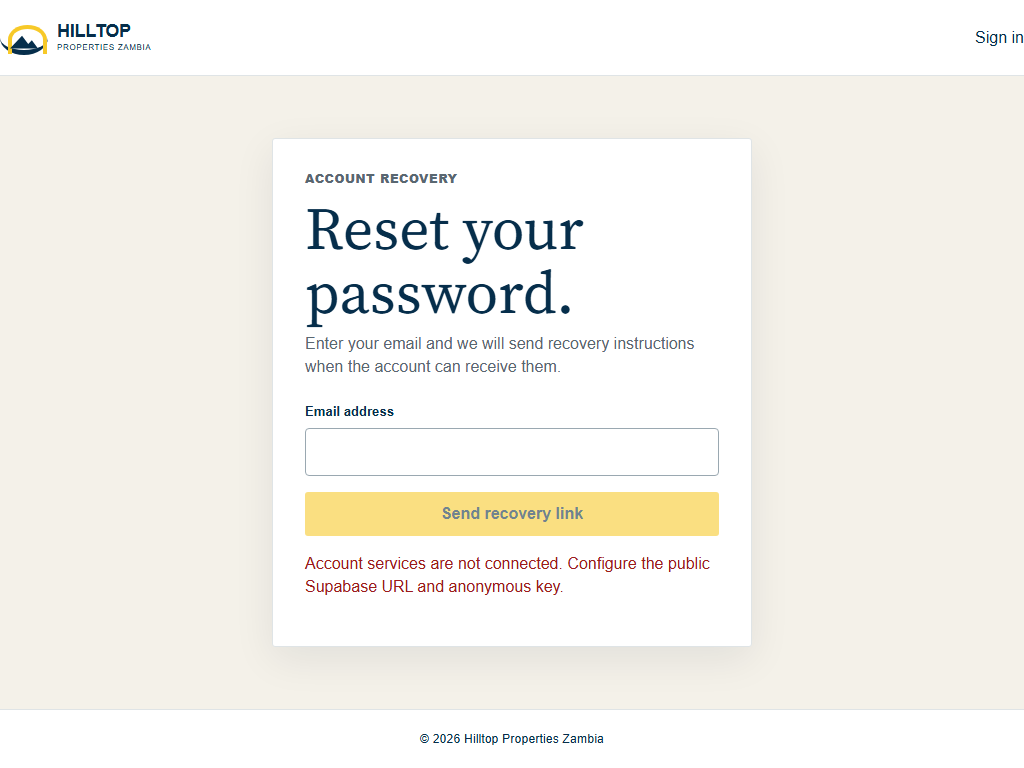 HILLTOP
PROPERTIES ZAMBIA
Sign in
ACCOUNT RECOVERY
Reset your
password.
Enter your email and we will send recovery instructions
when the account can receive them.
Email address
Send recovery link
Account services are not connected. Configure the public
Supabase URL and anonymous key.
© 2026 Hilltop Properties Zambia